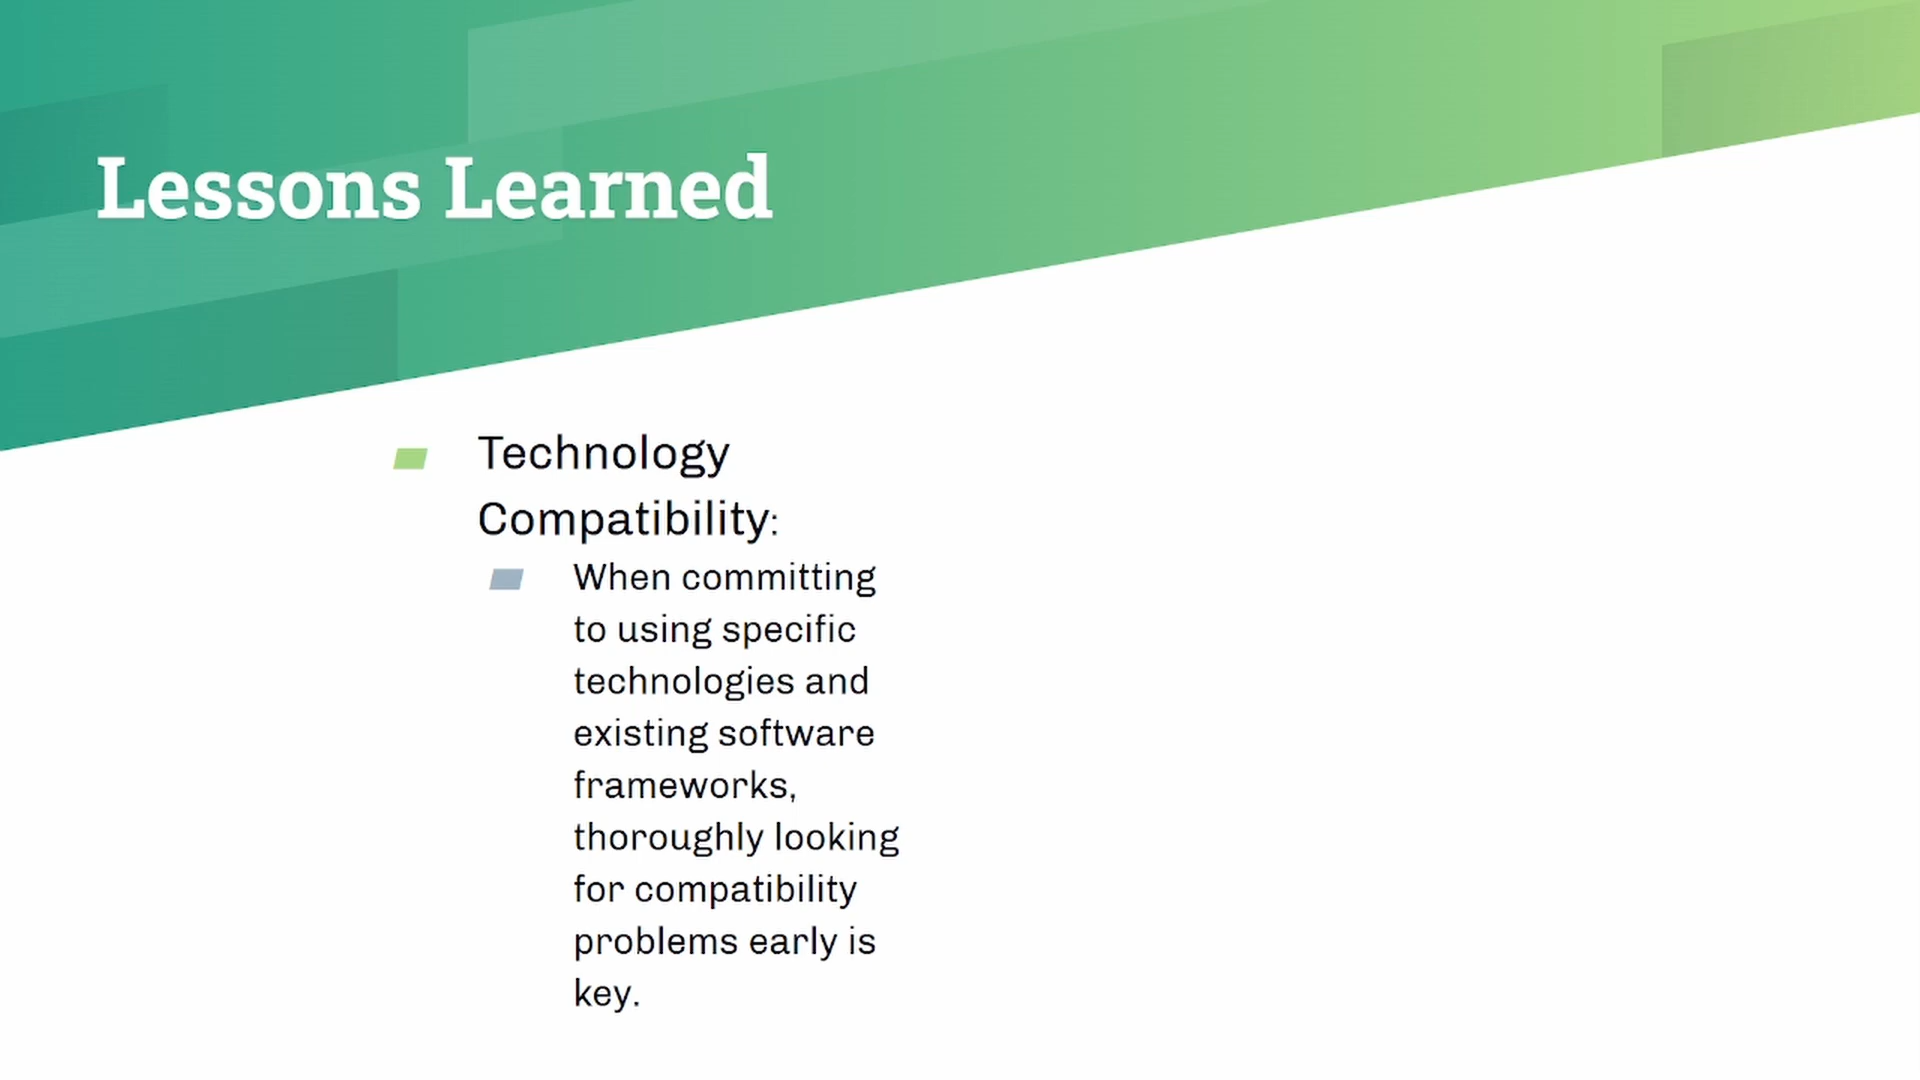 Lessons Learned
Technology
Compatibility:
When committing
to using specific
technologies and
existing software
frameworks,
thoroughly looking
for compatibility
problems early is
key.